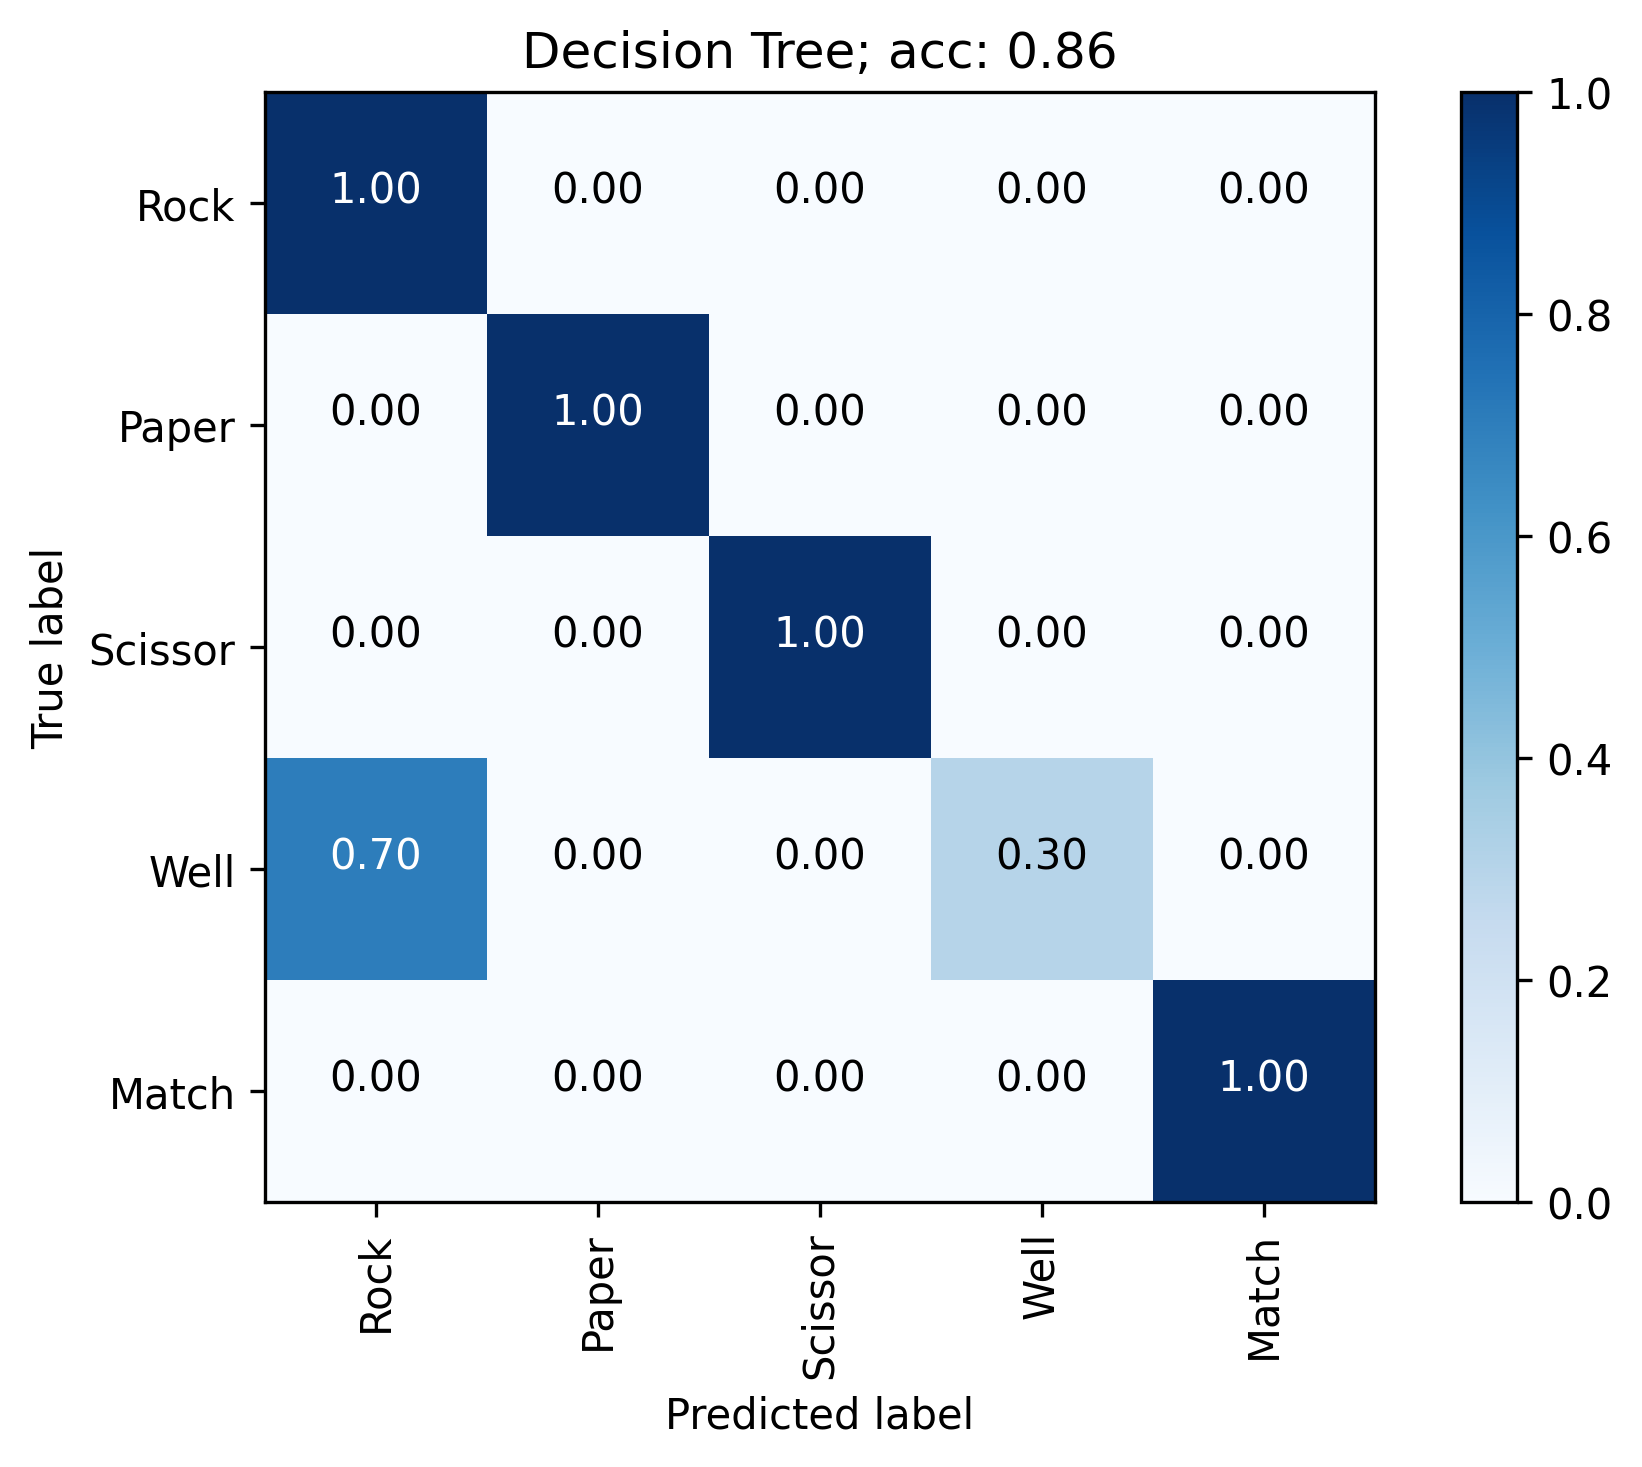 Decision Tree; acc: 0.86
True label
Rock 1.00 0.00 0.00 0.00 0.00
Paper 0.00 1.00 0.00 0.00 0.00
Scissor 0.00 0.00 1.00 0.00 0.00
Well 0.70 0.00 0.00 0.30 0.00
Match 0.00 0.00 0.00 0.00 1.00
Rock Paper Scissor Well Match
Predicted label
1.0
0.8
0.6
0.4
0.2
0.0